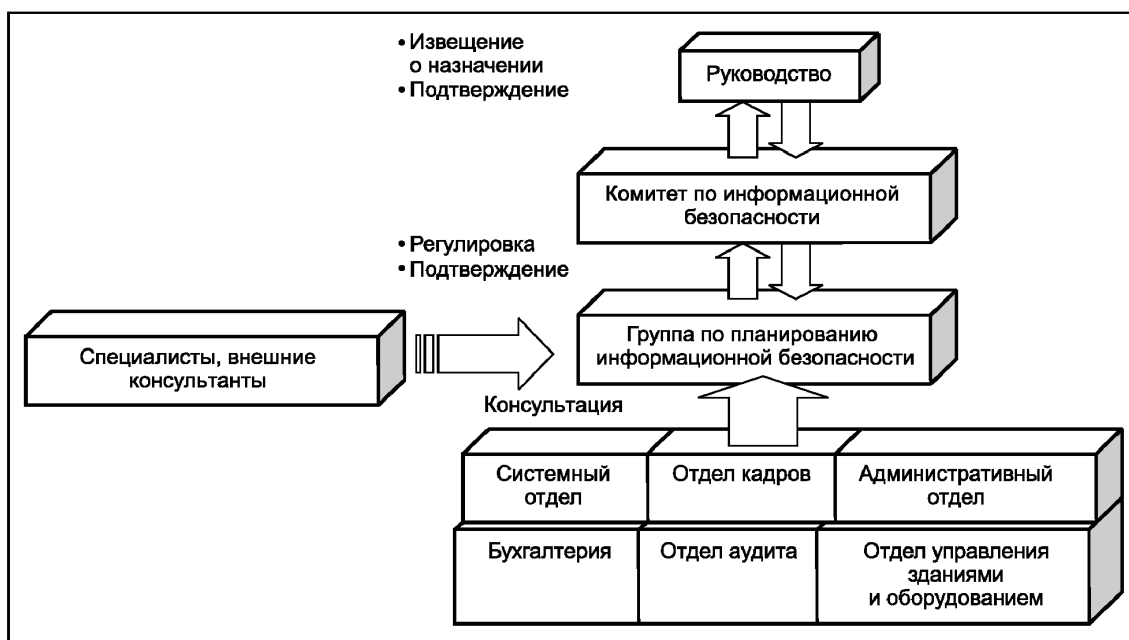 • Извещение
о назначении
• Подтверждение
Руководство
Комитет по информационной
безопасности
• Регулировка
• Подтверждение
Группа по планированию
информационной безопасности
Специалисты, внешние
консультанты
Консультация
Системный
отдел
Отдел кадров
Административный
отдел
Бухгалтерия
Отдел аудита
Отдел управления
зданиями
и оборудованием